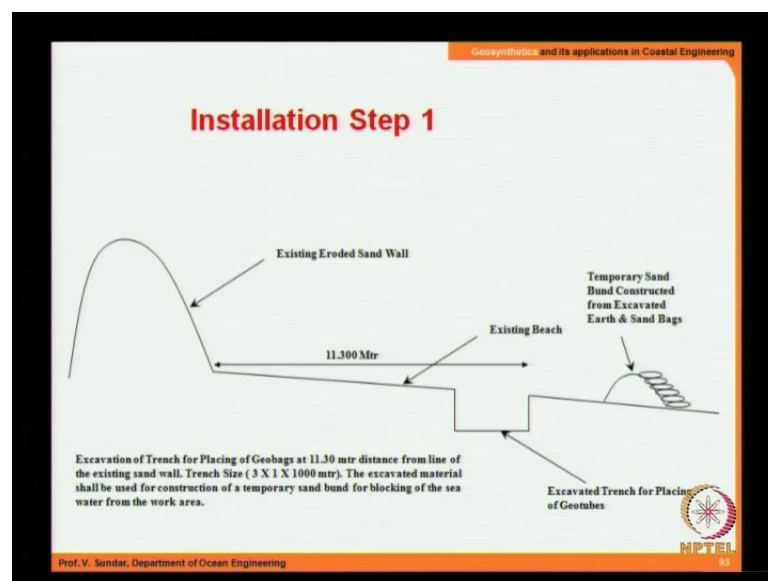 Geosynthetics and its applications in Coastal Engineering
Installation Step 1
Existing Eroded Sand Wall
Temporary Sand
Bund Constructed
from Excavated
Earth & Sand Bags
Existing Beach
11.300 Mtr
Excavation of Trench for Placing of Geobags at 11.30 mtr distance from line of
the existing sand wall. Trench Size ( 3 X 1 X 1000 mtr). The excavated material
shall be used for construction of a temporary sand bund for blocking of the sea
water from the work area.
Excavated Trench for Placing
of Geotubes
NPTEL
Prof. V. Sundar, Department of Ocean Engineering
93